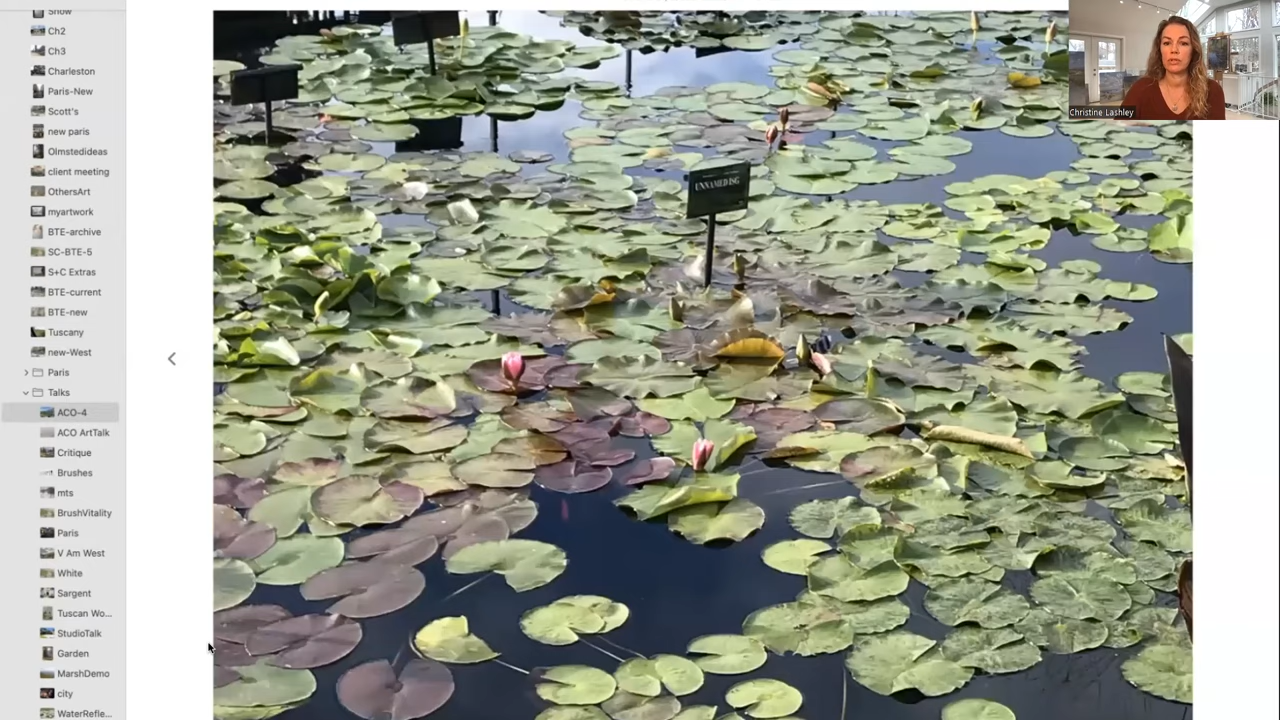 Show
Ch2
Ch3
Charleston
Paris-New
Scott's
new paris
Olmstedideas
client meeting
OthersArt
myartwork
BTE-archive
SC-BTE-5
S+C Extras
BTE-current
BTE-new
Tuscany
new-West
Paris
Talks
ACO-4
ACO ArtTalk
Critique
Brushes
mts
BrushVitality
Paris
V Am West
White
Sargent
Tuscan Wo...
StudioTalk
Garden
MarshDemo
city
WaterRefle...
UNNAMED ISG
Christine Lashley